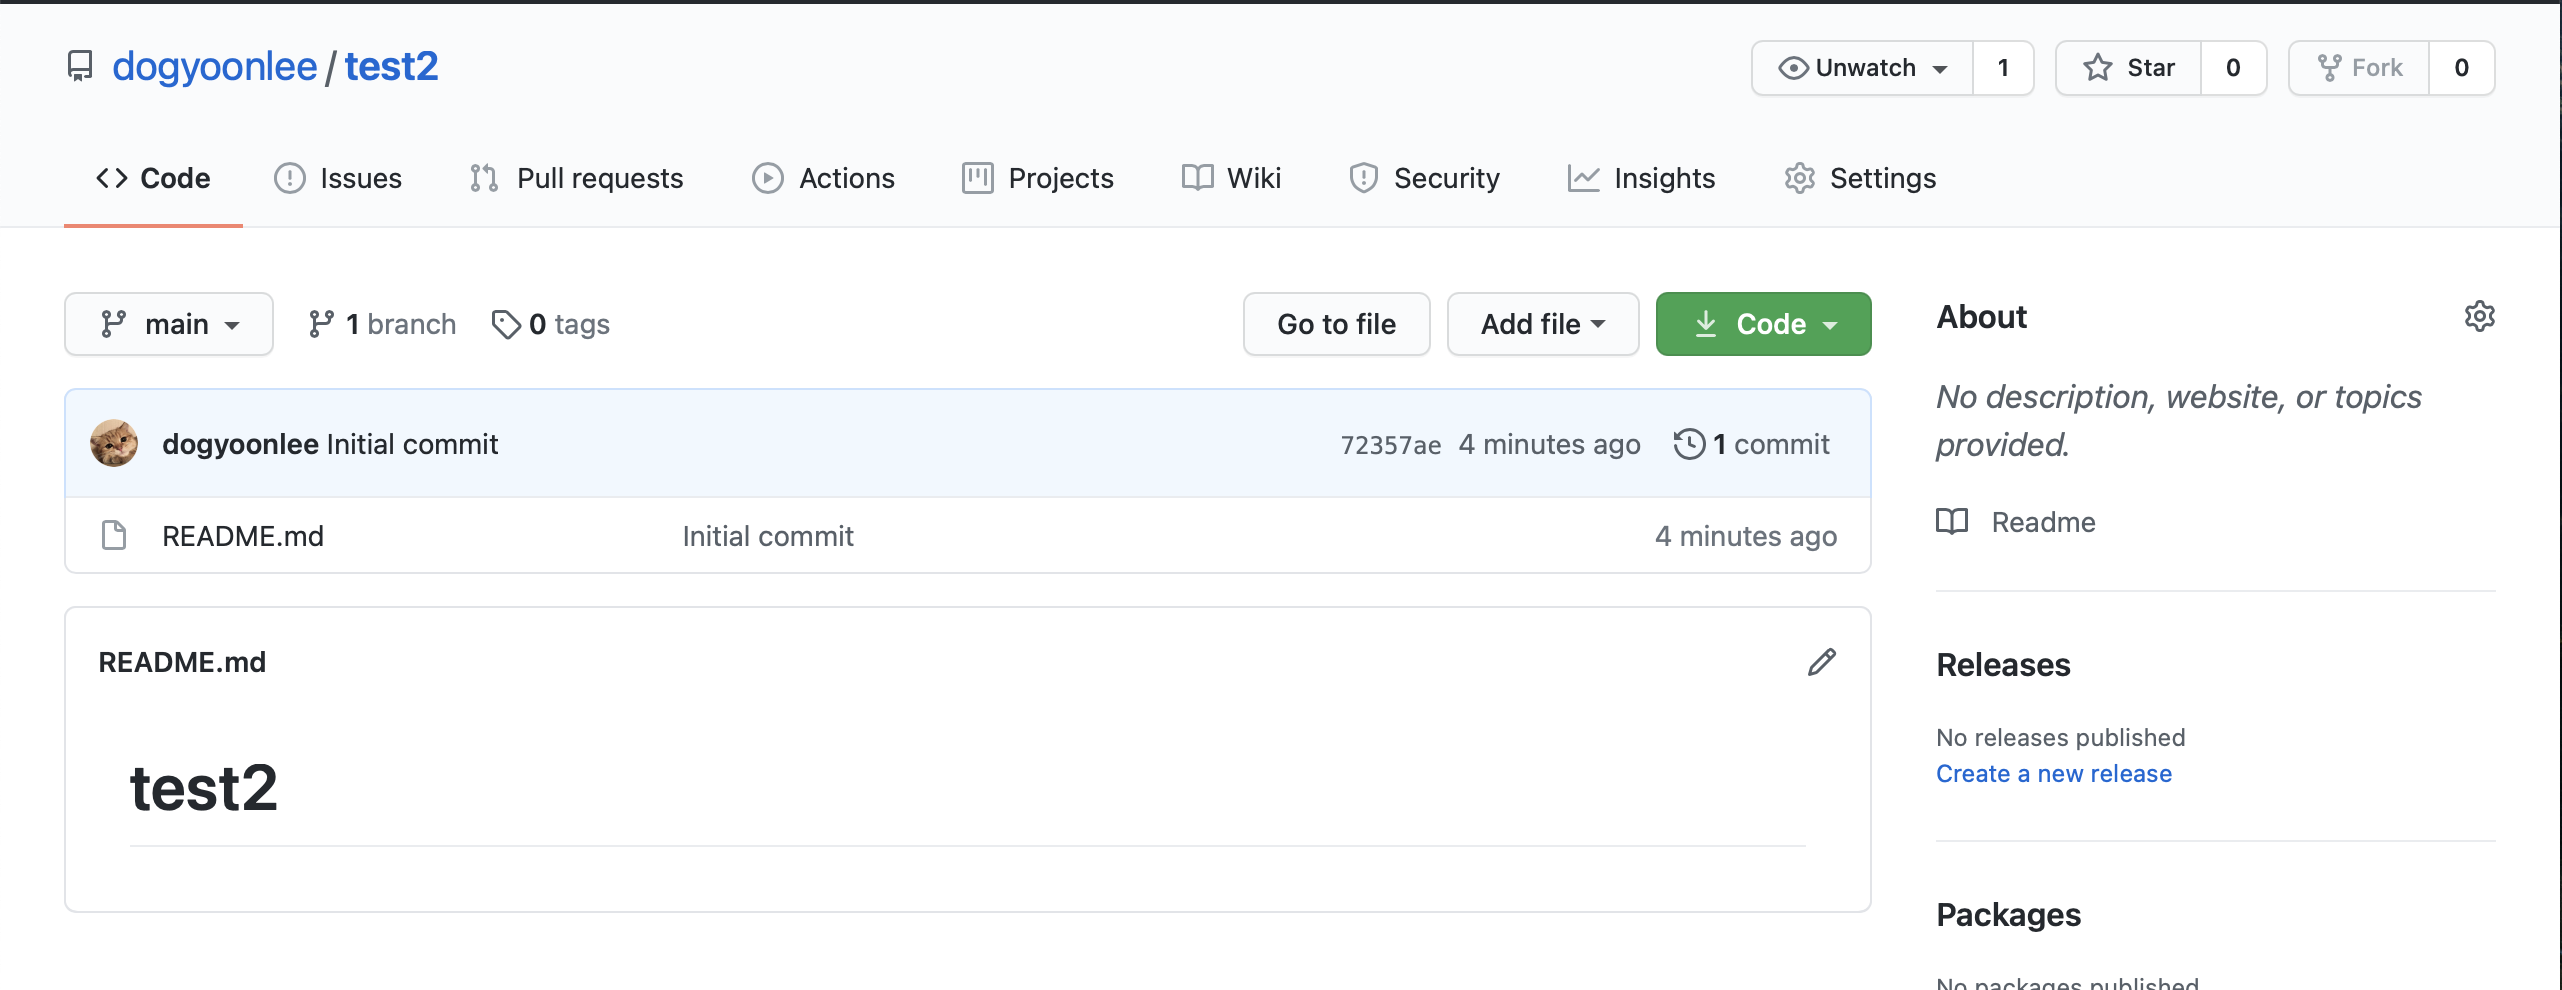 dogyoonlee / test2
Unwatch 1 Star 0 Fork 0
Code Issues Pull requests Actions Projects Wiki Security Insights Settings
main 1 branch 0 tags Go to file Add file Code
dogyoonlee Initial commit 72357ae 4 minutes ago 1 commit
README.md Initial commit 4 minutes ago
README.md
test2
About
No description, website, or topics
provided.
Readme
Releases
No releases published
Create a new release
Packages
No packages published